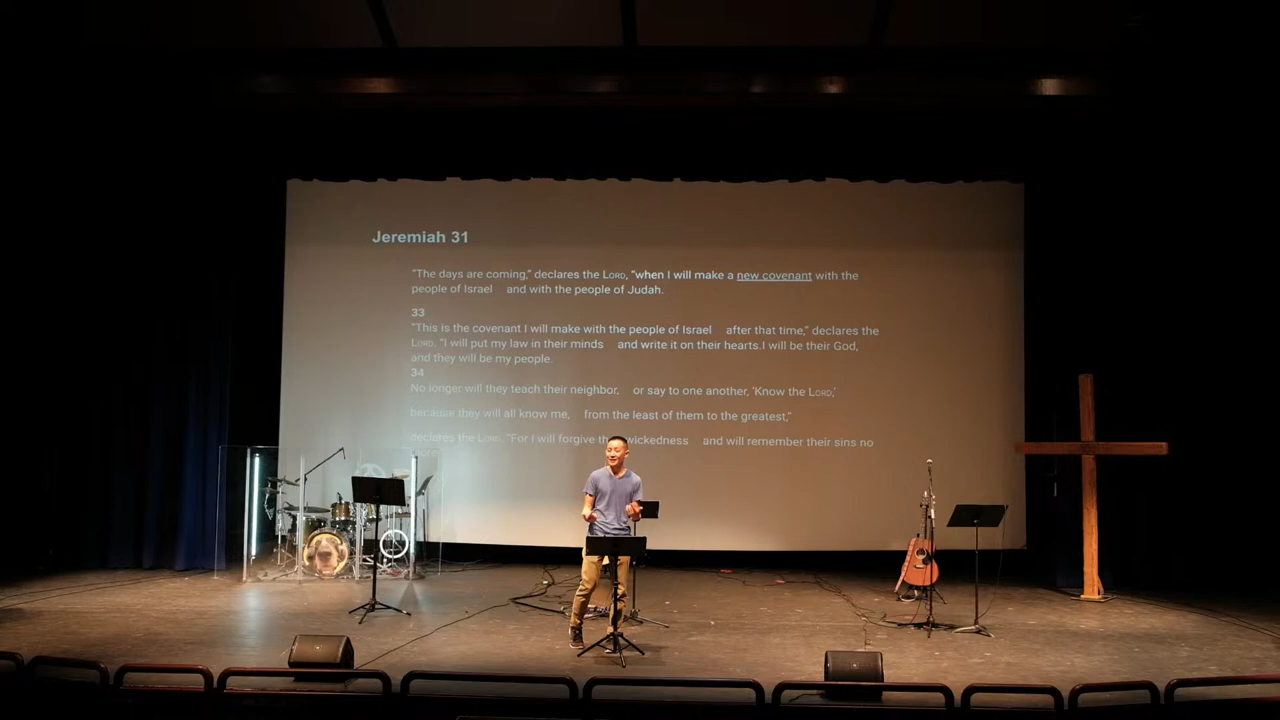 Jeremiah 31
"The days are coming," declares the LORD, "when I will make a new covenant with the
people of Israel and with the people of Judah.
33
"This is the covenant I will make with the people of Israel after that time," declares the
LORD. "I will put my law in their minds and write it on their hearts.I will be their God,
and they will be my people.
34
No longer will they teach their neighbor, or say to one another, 'Know the LORD,'
because they will all know me, from the least of them to the greatest,"
declares the LORD. "For I will forgive wickedness and will remember their sins no